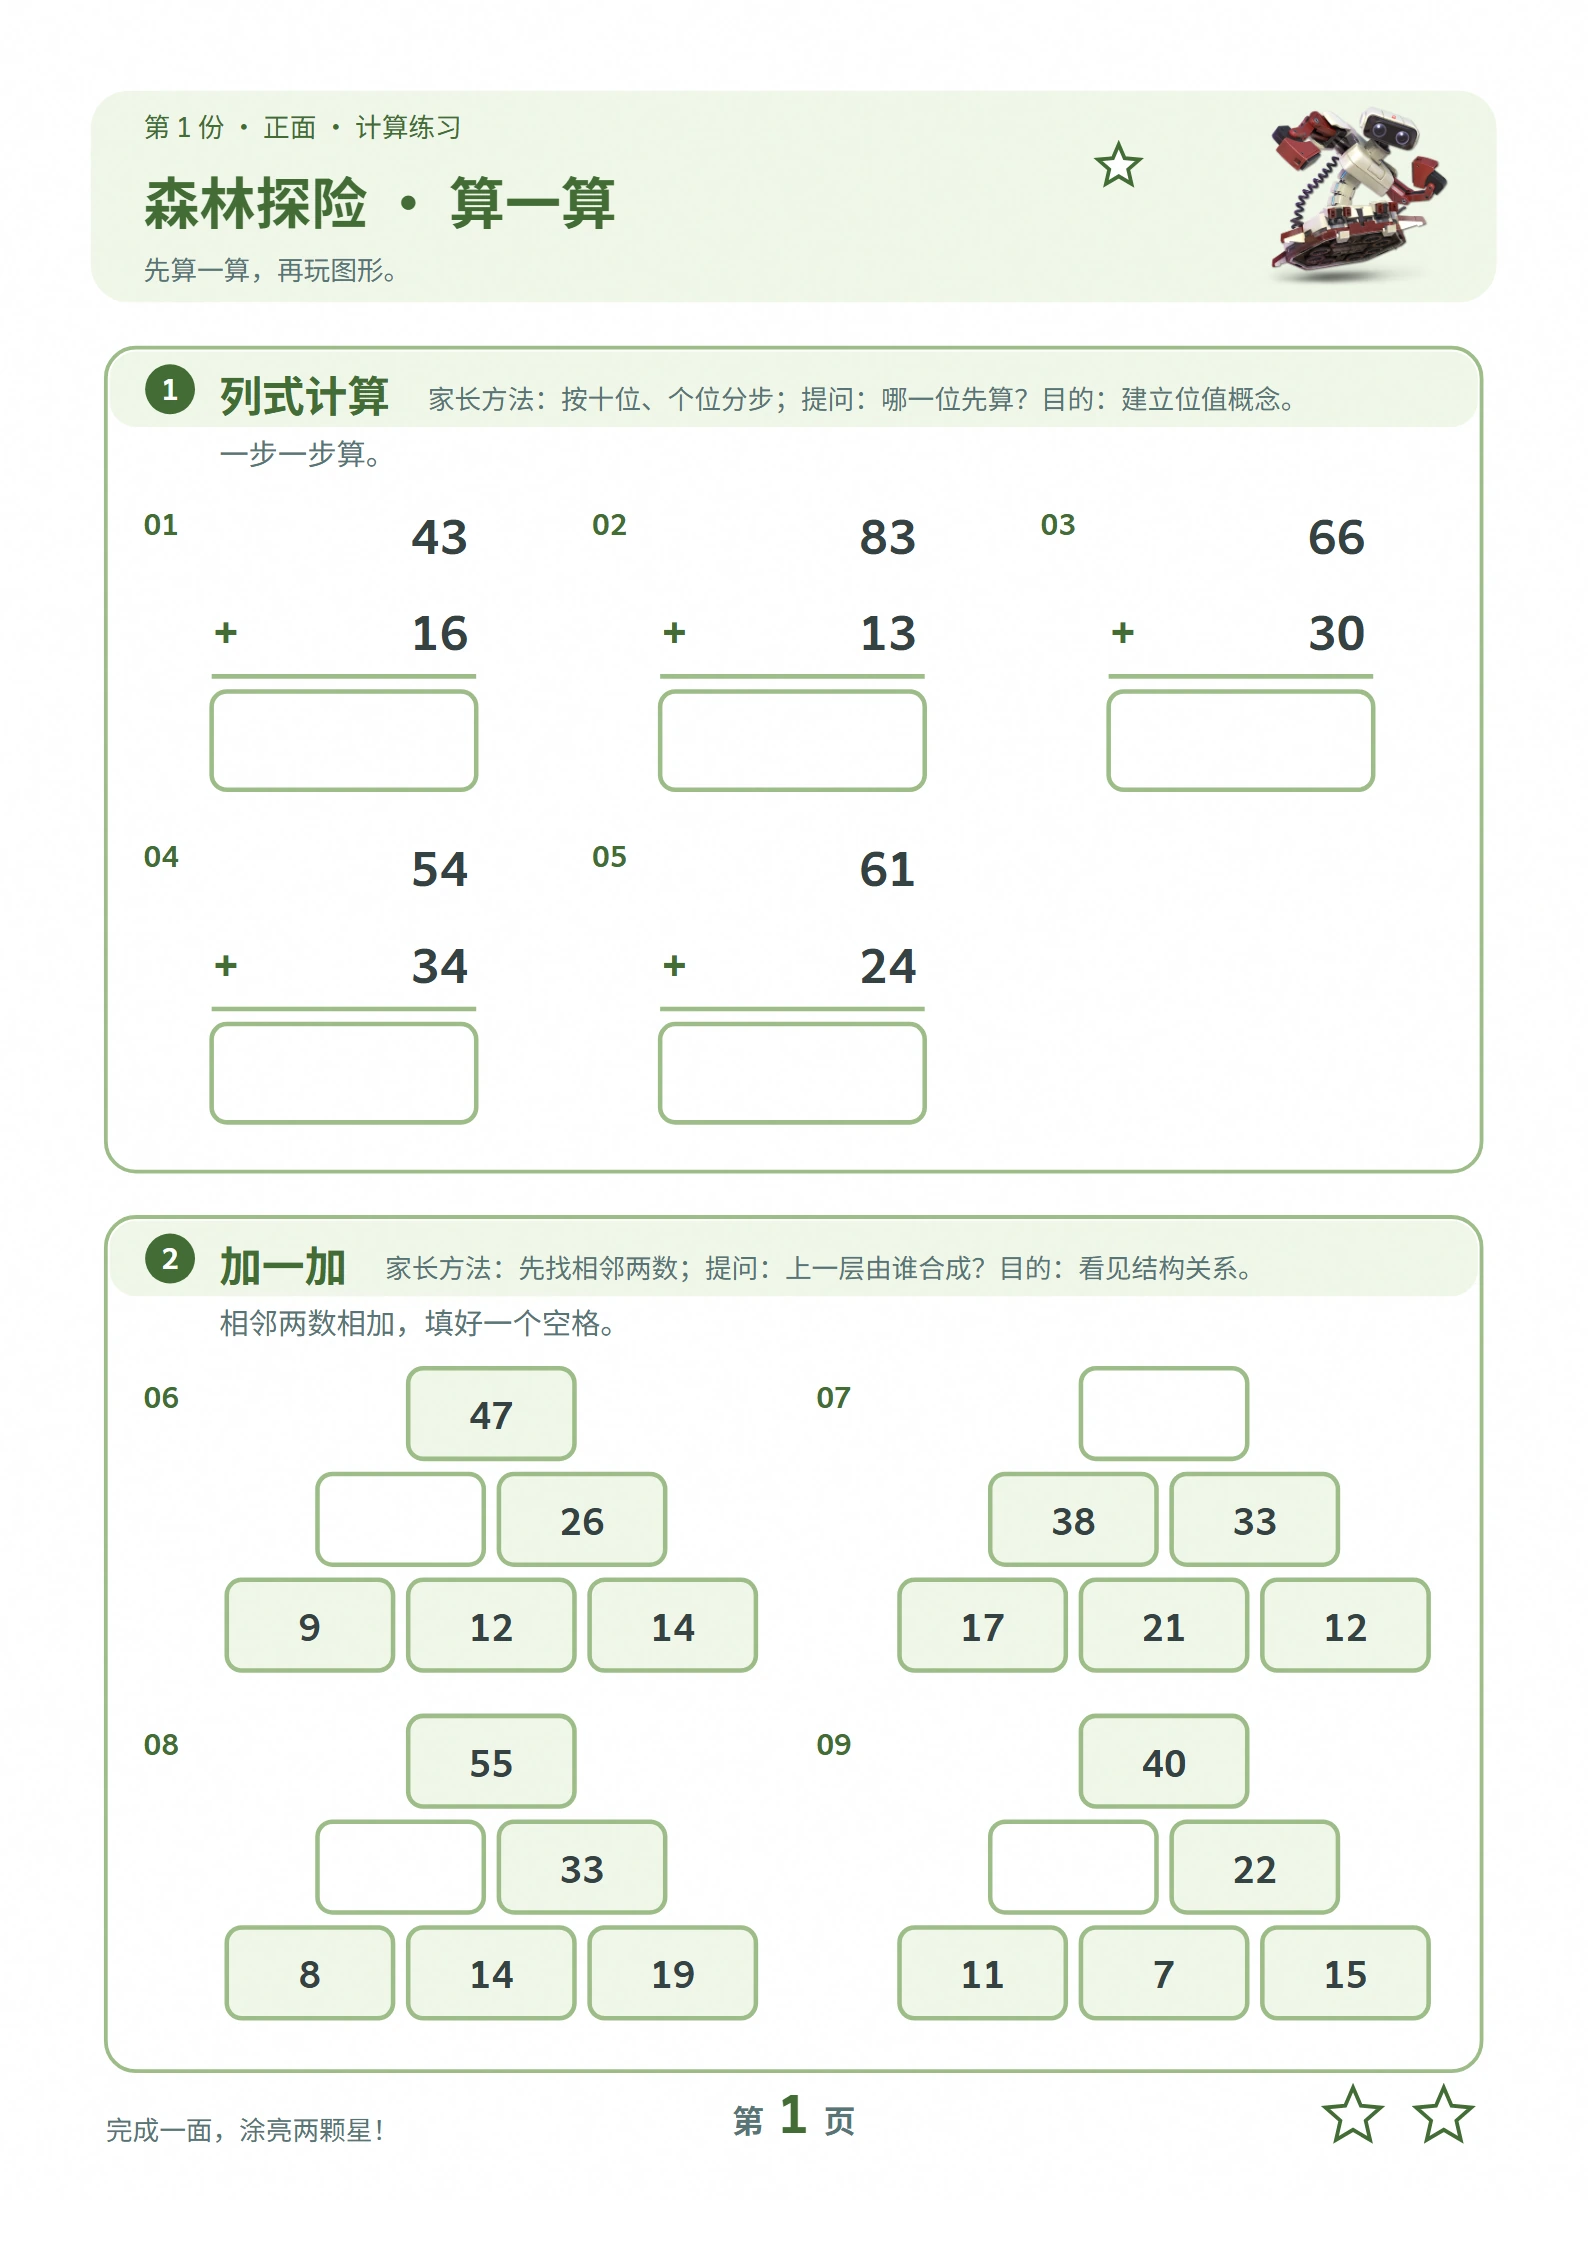 第 1 份 • 正面 • 计算练习
森林探险 • 算一算
先算一算，再玩图形。
1 列式计算 家长方法：按十位、个位分步；提问：哪一位先算？目的：建立位值概念。
一步一步算。
01 43 02 83 03 66
+ 16 + 13 + 30
04 54 05 61
+ 34 + 24
2 加一加 家长方法：先找相邻两数；提问：上一层由谁合成？目的：看见结构关系。
相邻两数相加，填好一个空格。
06 47 07
26 38 33
9 12 14 17 21 12
08 55 09 40
33 22
8 14 19 11 7 15
完成一面，涂亮两颗星！ 第 1 页